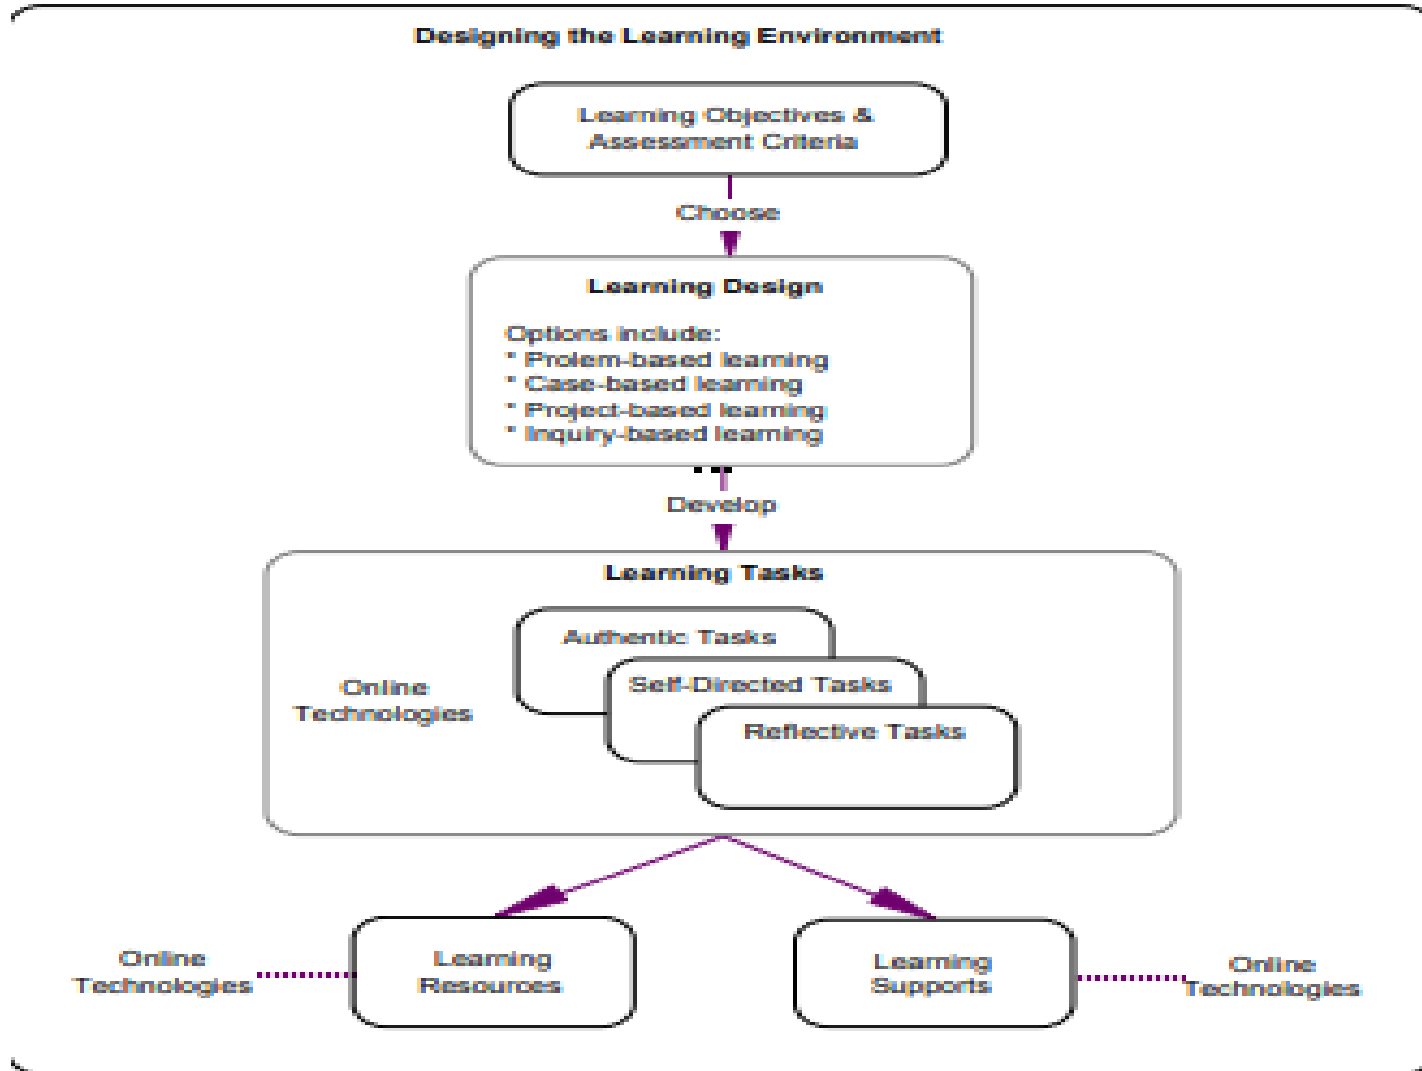 Designing the Learning Environment
Learning Objectives &
Assessment Criteria
Choose
Learning Design
Options include:
* Prolem-based learning
* Case-based learning
* Project-based learning
* Inquiry-based learning
Develop
Learning Tasks
Authentic Tasks
Self-Directed Tasks
Reflective Tasks
Online
Technologies
Online
Technologies
Learning
Resources
Learning
Supports
Online
Technologies